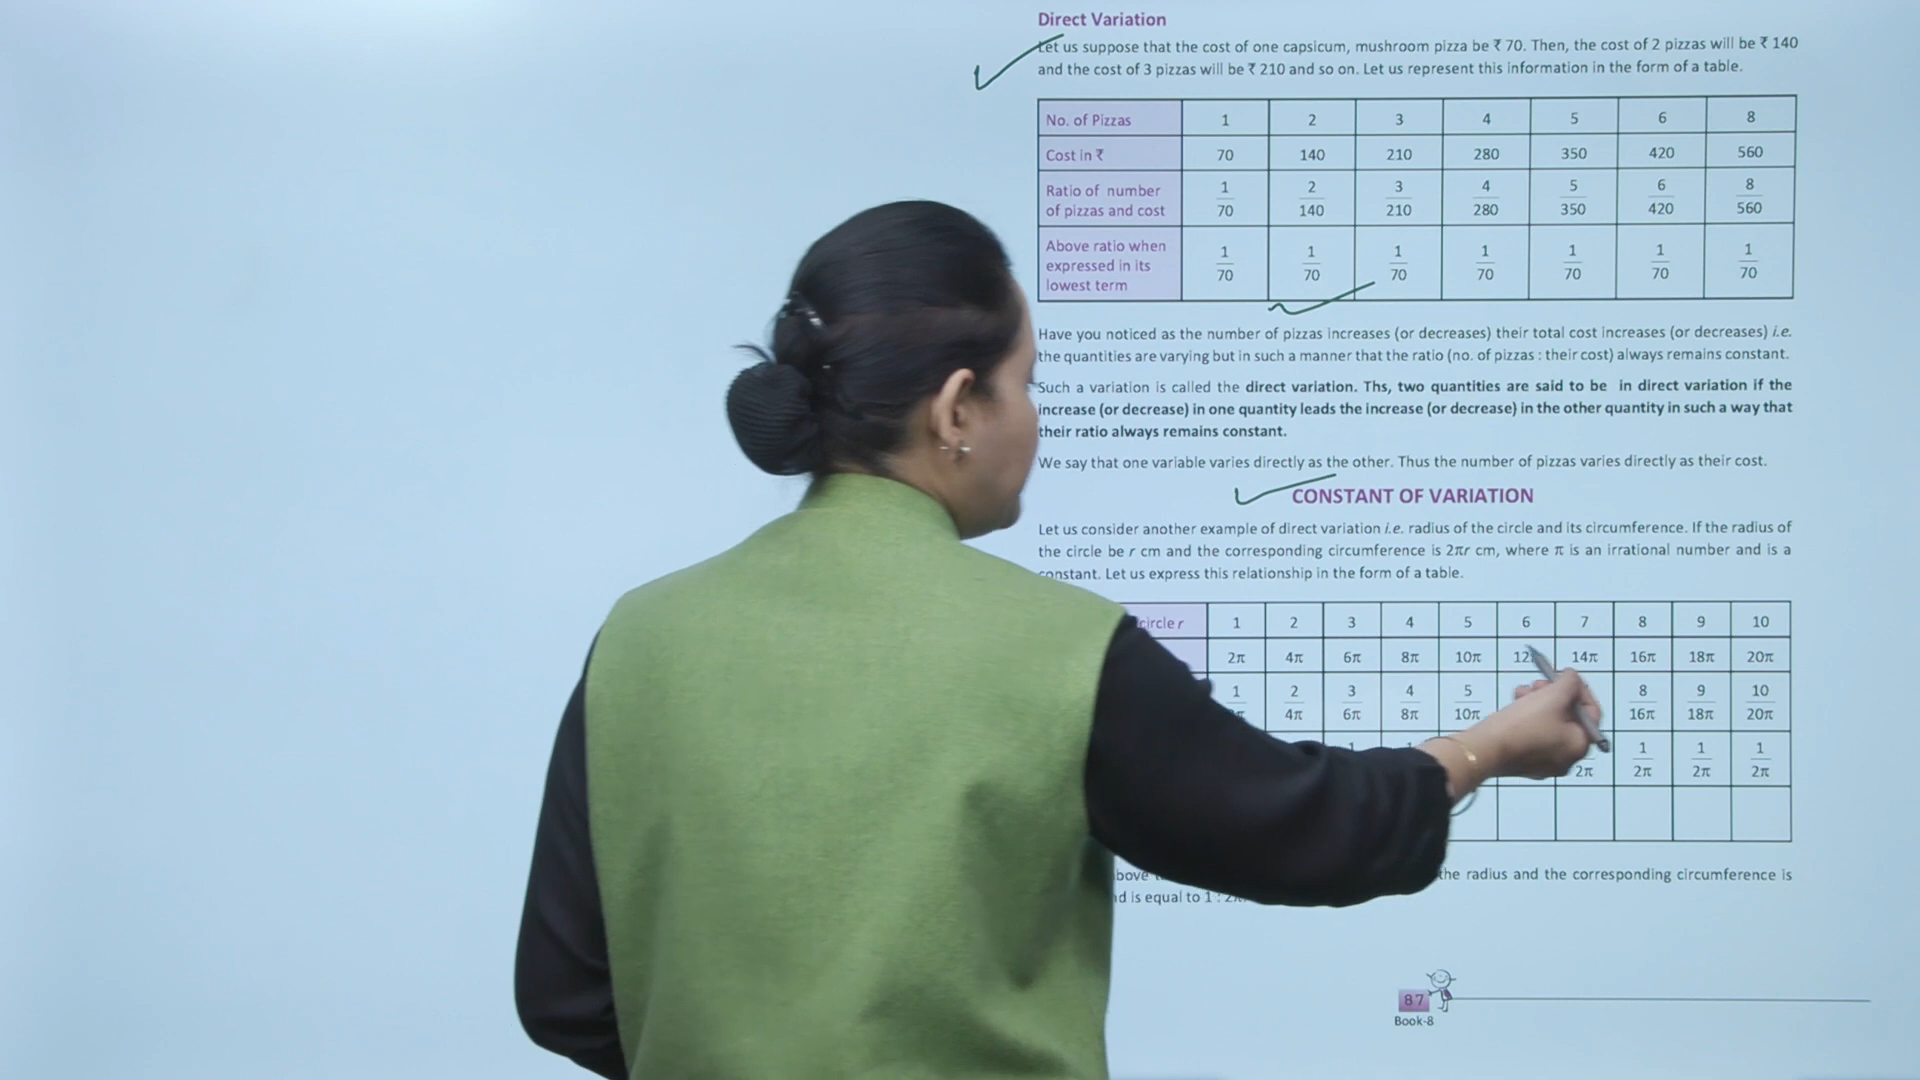 Direct Variation
Let us suppose that the cost of one capsicum, mushroom pizza be ₹ 70. Then, the cost of 2 pizzas will be ₹ 140
and the cost of 3 pizzas will be ₹ 210 and so on. Let us represent this information in the form of a table.
No. of Pizzas 1 2 3 4 5 6 8
Cost in ₹ 70 140 210 280 350 420 560
Ratio of number of pizzas and cost 1/70 2/140 3/210 4/280 5/350 6/420 8/560
Above ratio when expressed in its lowest term 1/70 1/70 1/70 1/70 1/70 1/70 1/70
Have you noticed as the number of pizzas increases (or decreases) their total cost increases (or decreases) i.e.
the quantities are varying but in such a manner that the ratio (no. of pizzas : their cost) always remains constant.
Such a variation is called the direct variation. Ths, two quantities are said to be in direct variation if the
increase (or decrease) in one quantity leads the increase (or decrease) in the other quantity in such a way that
their ratio always remains constant.
We say that one variable varies directly as the other. Thus the number of pizzas varies directly as their cost.
CONSTANT OF VARIATION
Let us consider another example of direct variation i.e. radius of the circle and its circumference. If the radius of
the circle be r cm and the corresponding circumference is 2πr cm, where π is an irrational number and is a
constant. Let us express this relationship in the form of a table.
circle r 1 2 3 4 5 6 7 8 9 10
2π 4π 6π 8π 10π 14π 16π 18π 20π
2/4π 3/6π 4/8π 5/10π 8/16π 9/18π 10/20π
2π 1/2π 1/2π 1/2π
the radius and the corresponding circumference is
is equal to 1 :
87
Book-8